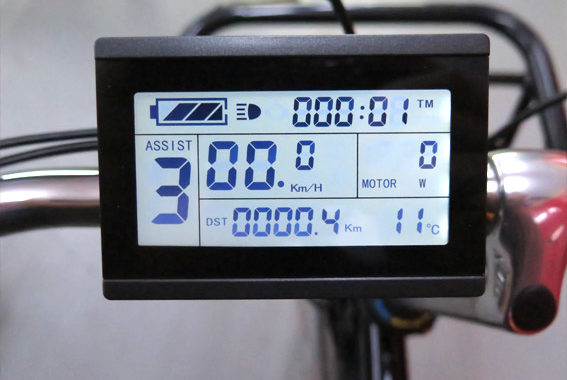 000:01 TM
ASSIST
3
00.0
Km/H
0
MOTOR W
DST 0000.4 Km 11°C